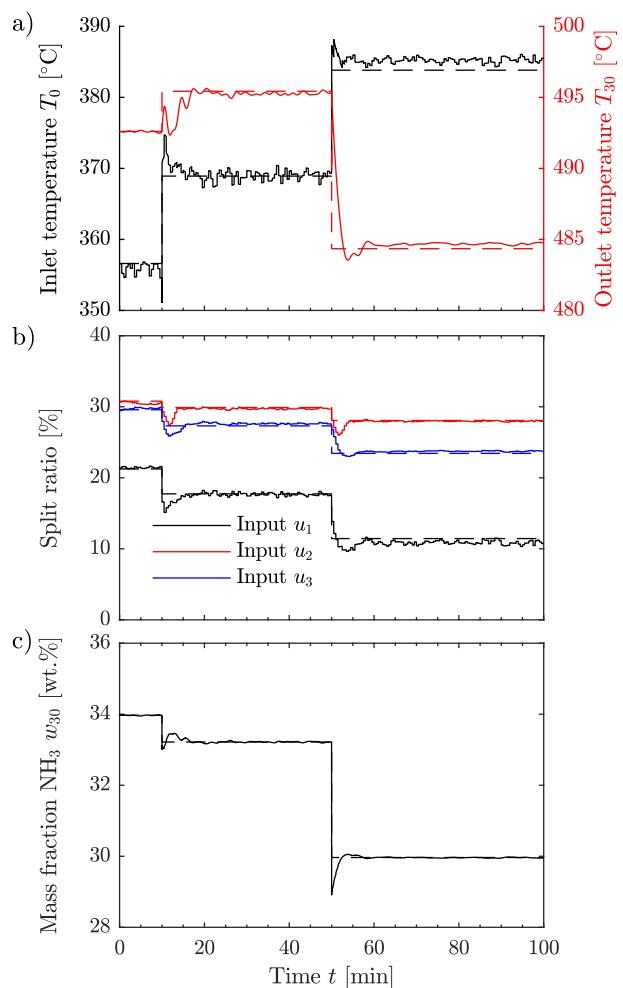 a)
Inlet temperature T₀ [°C]
390
380
370
360
350
500
495
490
485
480
Outlet temperature T₃₀ [°C]
b)
Split ratio [%]
40
30
20
10
0
Input u₁
Input u₂
Input u₃
c)
Mass fraction NH₃ w₃₀ [wt.%]
36
34
32
30
28
0 20 40 60 80 100
Time t [min]